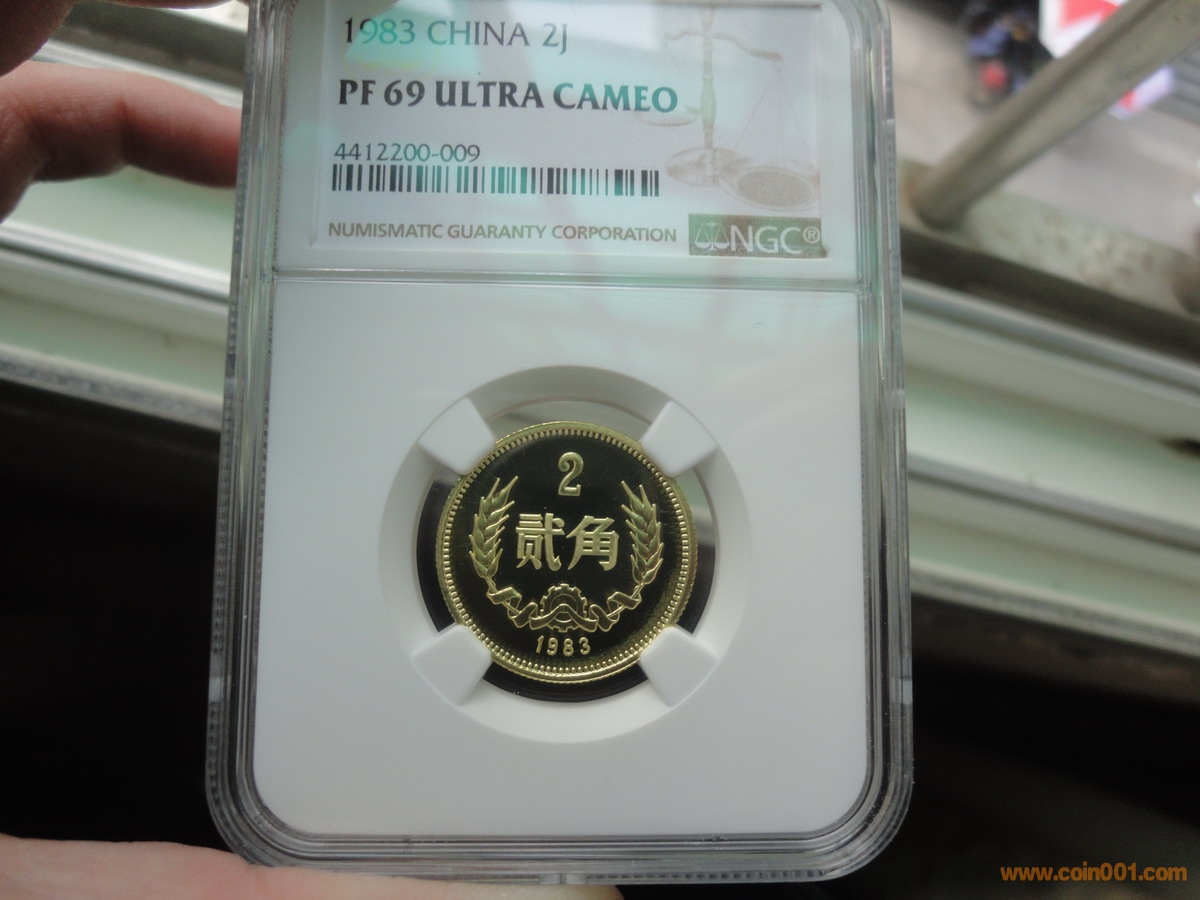 1983 CHINA 2J
PF 69 ULTRA CAMEO
4412200-009
NUMISMATIC GUARANTY CORPORATION NGC®
2
贰角
1983
www.coin001.com